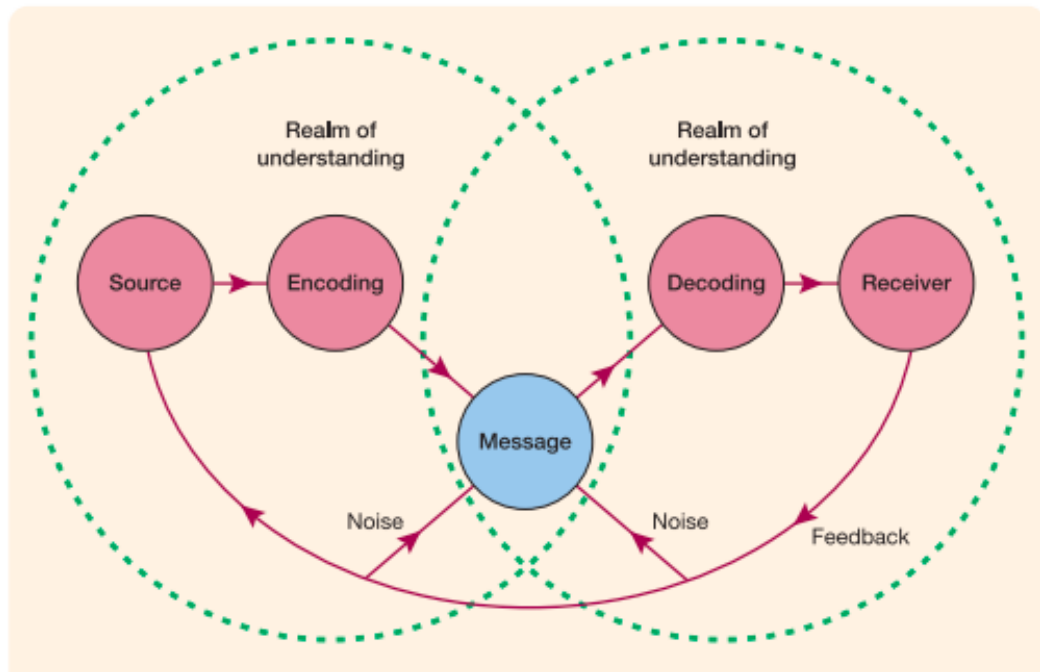 Realm of
understanding
Realm of
understanding
Source
Encoding
Decoding
Receiver
Message
Noise
Noise
Feedback